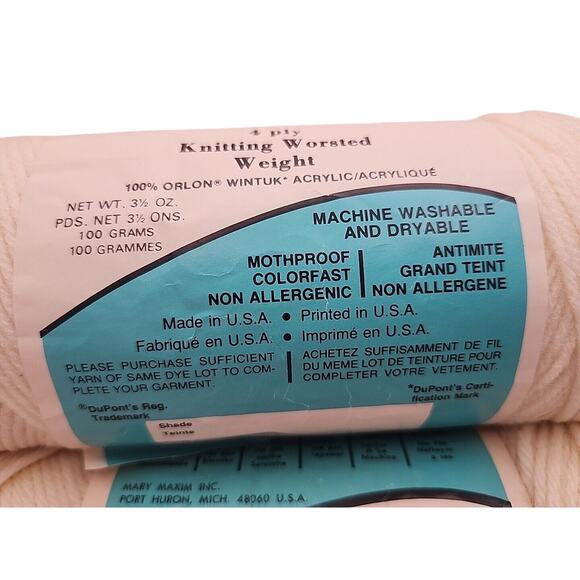 4 ply
Knitting Worsted
Weight
100% ORLON® WINTUK* ACRYLIC/ACRYLIQUE
NET WT. 3½ OZ.
PDS. NET 3½ ONS.
100 GRAMS
100 GRAMMES
MACHINE WASHABLE
AND DRYABLE
MOTHPROOF
COLORFAST
NON ALLERGENIC
ANTIMITE
GRAND TEINT
NON ALLERGENE
Made in U.S.A. • Printed in U.S.A.
Fabriqué en U.S.A. • Imprimé en U.S.A.
PLEASE PURCHASE SUFFICIENT
YARN OF SAME DYE LOT TO COM-
PLETE YOUR GARMENT.
• ACHETEZ SUFFISAMMENT DE FIL
DU MEME LOT DE TEINTURE POUR
COMPLETER VOTRE VETEMENT.
®DuPont's Reg.
Trademark
*DuPont's Certi-
fication Mark
Shade
Teinte
MARY MAXIM INC.
PORT HURON, MICH. 48060 U.S.A.